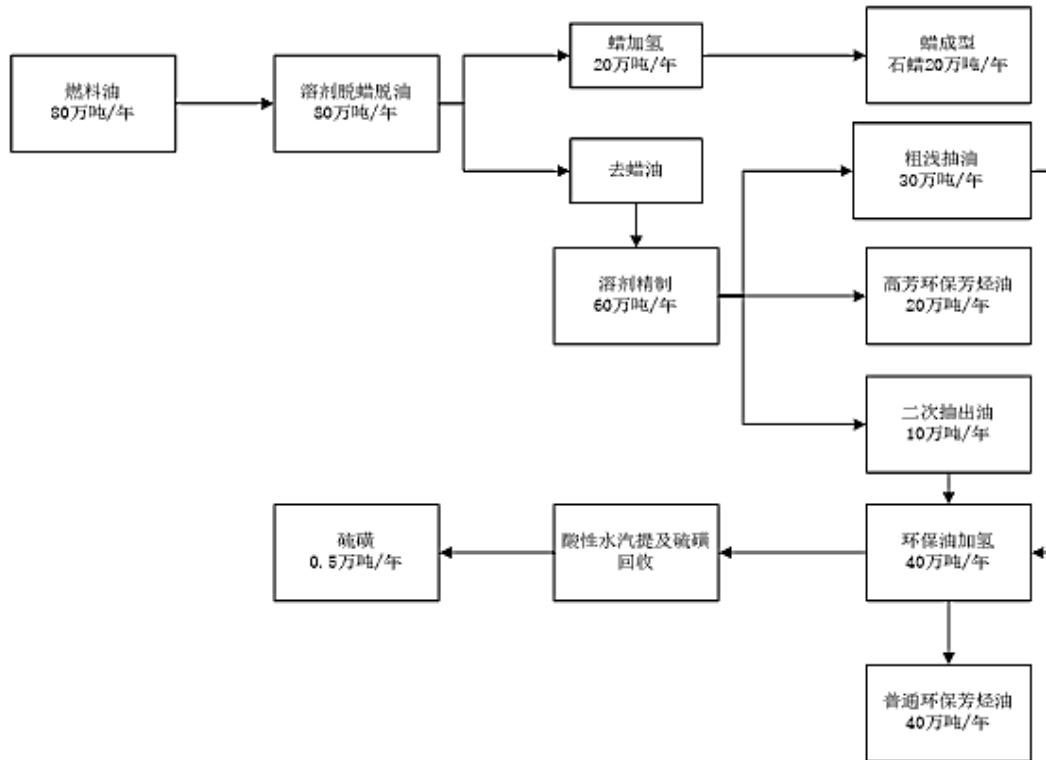 燃料油
80万吨/年
溶剂脱蜡脱油
80万吨/年
蜡加氢
20万吨/年
蜡成型
石蜡20万吨/年
去蜡油
粗浅抽油
30万吨/年
溶剂精制
60万吨/年
高芳环保芳烃油
20万吨/年
二次抽出油
10万吨/年
硫磺
0.5万吨/年
酸性水汽提及硫磺
回收
环保油加氢
40万吨/年
普通环保芳烃油
40万吨/年